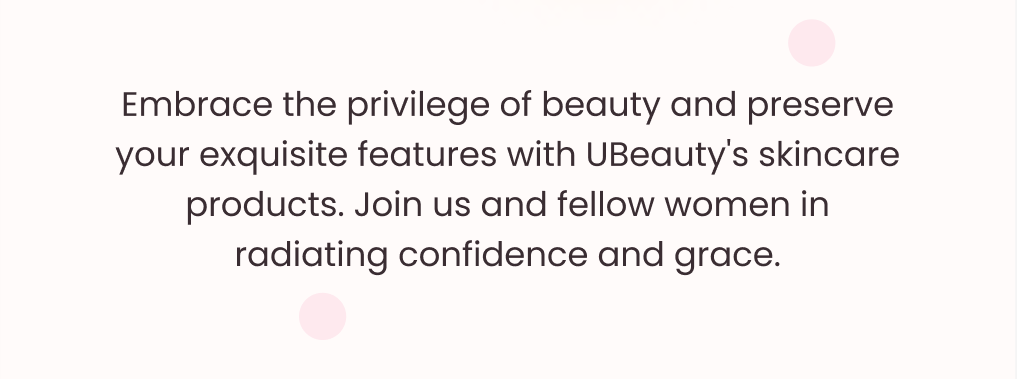 Embrace the privilege of beauty and preserve
your exquisite features with UBeauty's skincare
products. Join us and fellow women in
radiating confidence and grace.